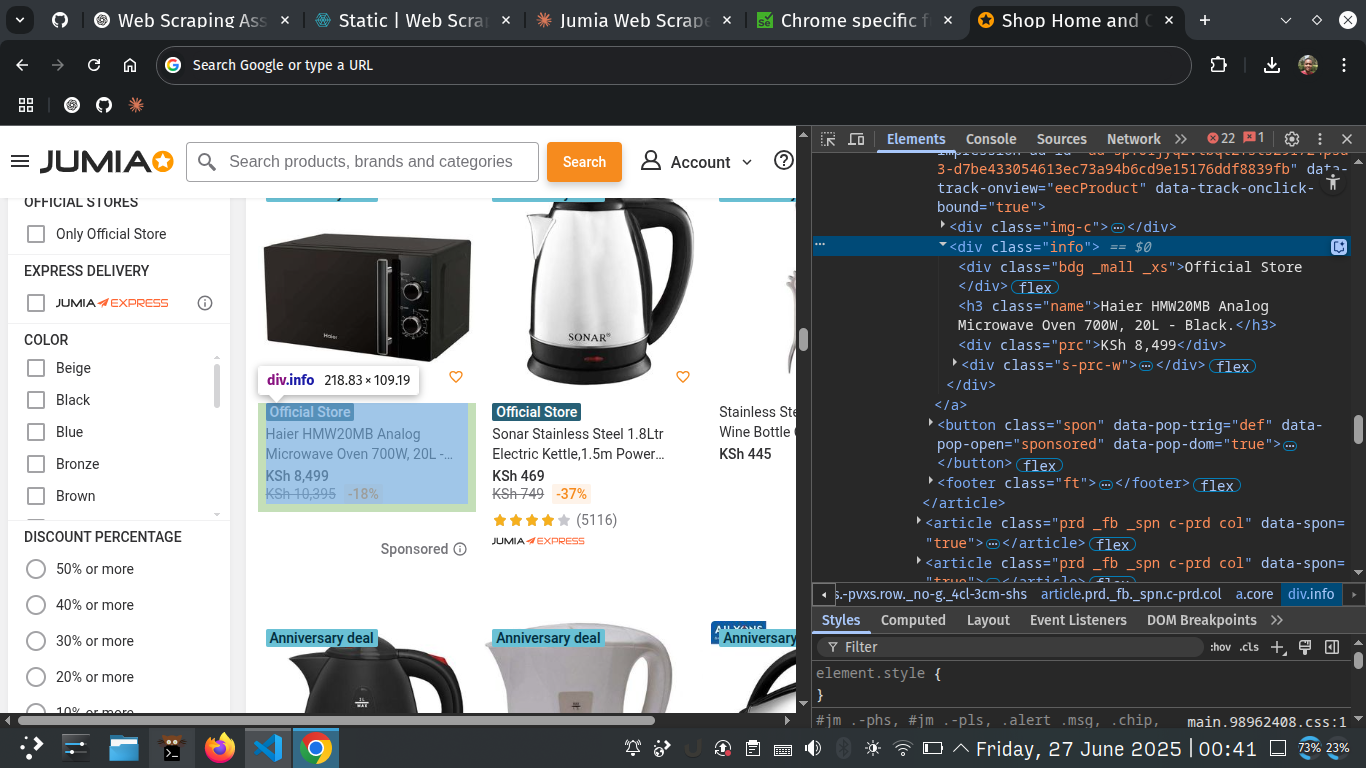 Web Scraping Ass
Static | Web Scrap
Jumia Web Scrape
Chrome specific f
Shop Home and
Search Google or type a URL
JUMIA
Search products, brands and categories
Search
Account
OFFICIAL STORES
Only Official Store
EXPRESS DELIVERY
JUMIA EXPRESS
COLOR
Beige
Black
Blue
Bronze
Brown
DISCOUNT PERCENTAGE
50% or more
40% or more
30% or more
20% or more
10% or more
Haier
SONAR
div.info 218.83 × 109.19
Official Store
Haier HMW20MB Analog
Microwave Oven 700W, 20L -...
KSh 8,499
KSh 10,395 -18%
Sponsored
Official Store
Sonar Stainless Steel 1.8Ltr
Electric Kettle,1.5m Power...
KSh 469
KSh 749 -37%
(5116)
JUMIA EXPRESS
Stainless Ste
Wine Bottle
KSh 445
Anniversary deal
Anniversary deal
Anniversary
Elements
Console
Sources
Network
22
1
3-d7be433054613ec73a94b6cd9e15176ddf8839fb" data-
track-onview="eecProduct" data-track-onclick-
bound="true">
<div class="img-c">…</div>
<div class="info"> == $0
<div class="bdg _mall _xs">Official Store
</div> flex
<h3 class="name">Haier HMW20MB Analog
Microwave Oven 700W, 20L - Black.</h3>
<div class="prc">KSh 8,499</div>
<div class="s-prc-w">…</div> flex
</div>
</a>
<button class="spon" data-pop-trig="def" data-
pop-open="sponsored" data-pop-dom="true">…
</button> flex
<footer class="ft">…</footer> flex
</article>
<article class="prd _fb _spn c-prd col" data-spon=
"true">…</article> flex
<article class="prd _fb _spn c-prd col" data-spon=
"true">…</article> flex
s.-pvxs.row._no-g._4cl-3cm-shs article.prd._fb._spn.c-prd.col a.core div.info
Styles
Computed
Layout
Event Listeners
DOM Breakpoints
Filter
:hov .cls
element.style {
}
#jm .-phs, #jm .-pls, .alert .msg, .chip,
main.98962408.css:1
Friday, 27 June 2025 | 00:41
73% 23%